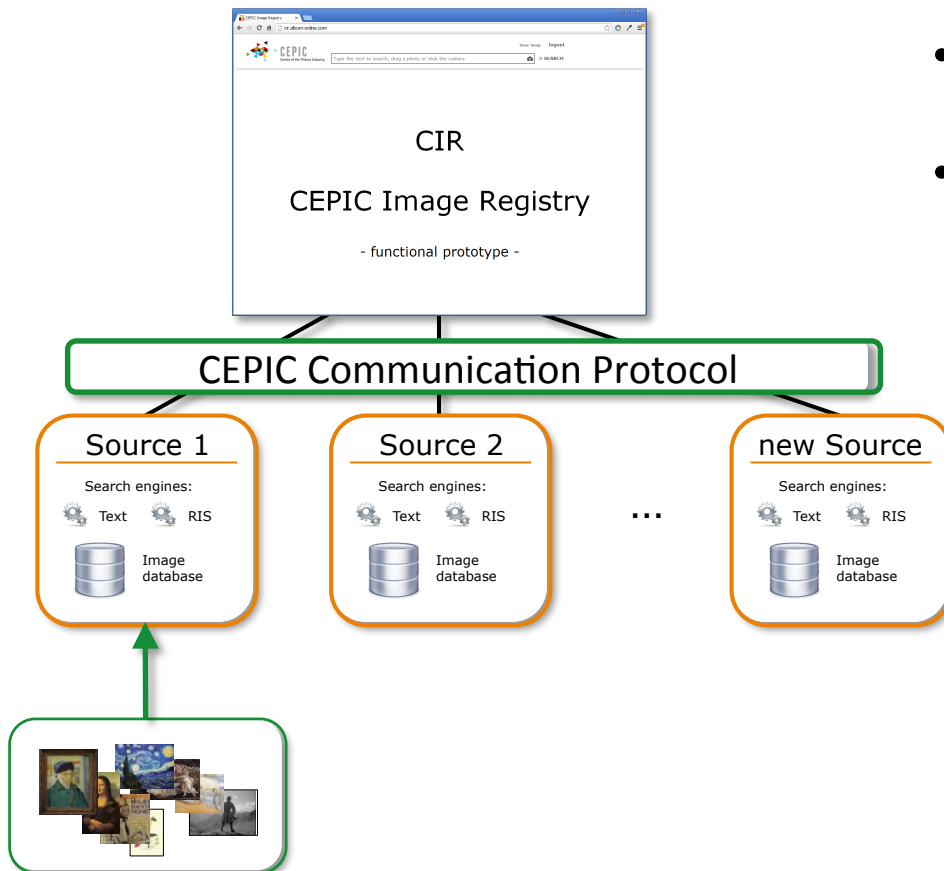 CEPIC Image Registry
cir.album-online.com
logout
CEPIC
Centre of the Picture Industry
Type the text to search, drag a photo or click the camera
> SEARCH
CIR
CEPIC Image Registry
- functional prototype -
CEPIC Communication Protocol
Source 1
Search engines:
Text
RIS
Image
database
Source 2
Search engines:
Text
RIS
Image
database
...
new Source
Search engines:
Text
RIS
Image
database